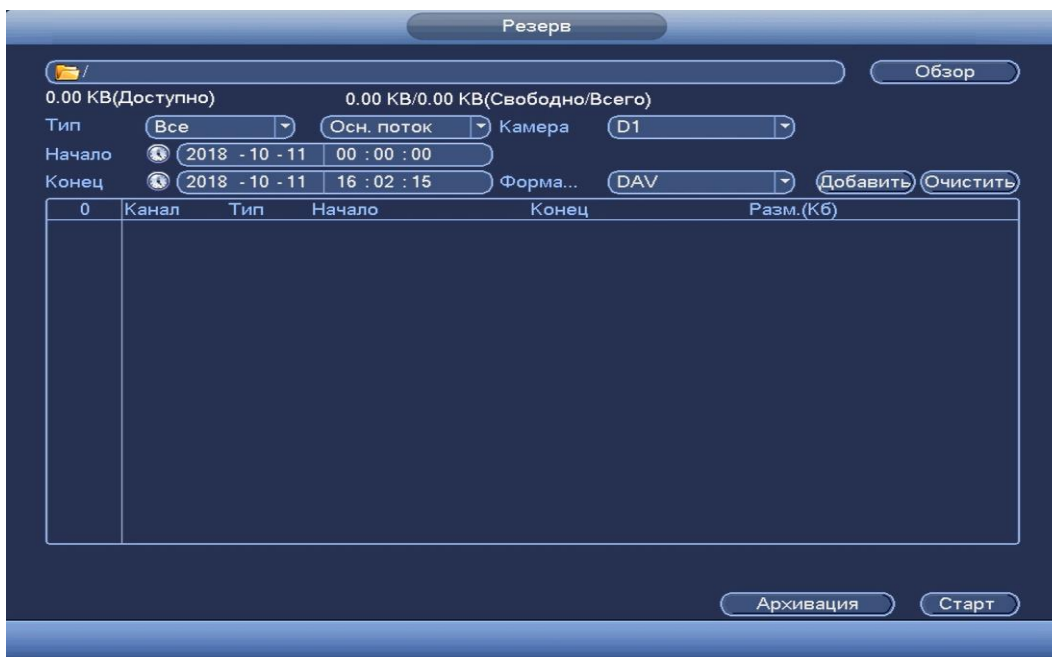 Резерв
/ Обзор
0.00 KB(Доступно) 0.00 KB/0.00 KB(Свободно/Всего)
Тип Все Осн. поток Камера D1
Начало 2018 - 10 - 11 00 : 00 : 00
Конец 2018 - 10 - 11 16 : 02 : 15 Форма... DAV Добавить Очистить
0 Канал Тип Начало Конец Разм.(Кб)
Архивация Старт